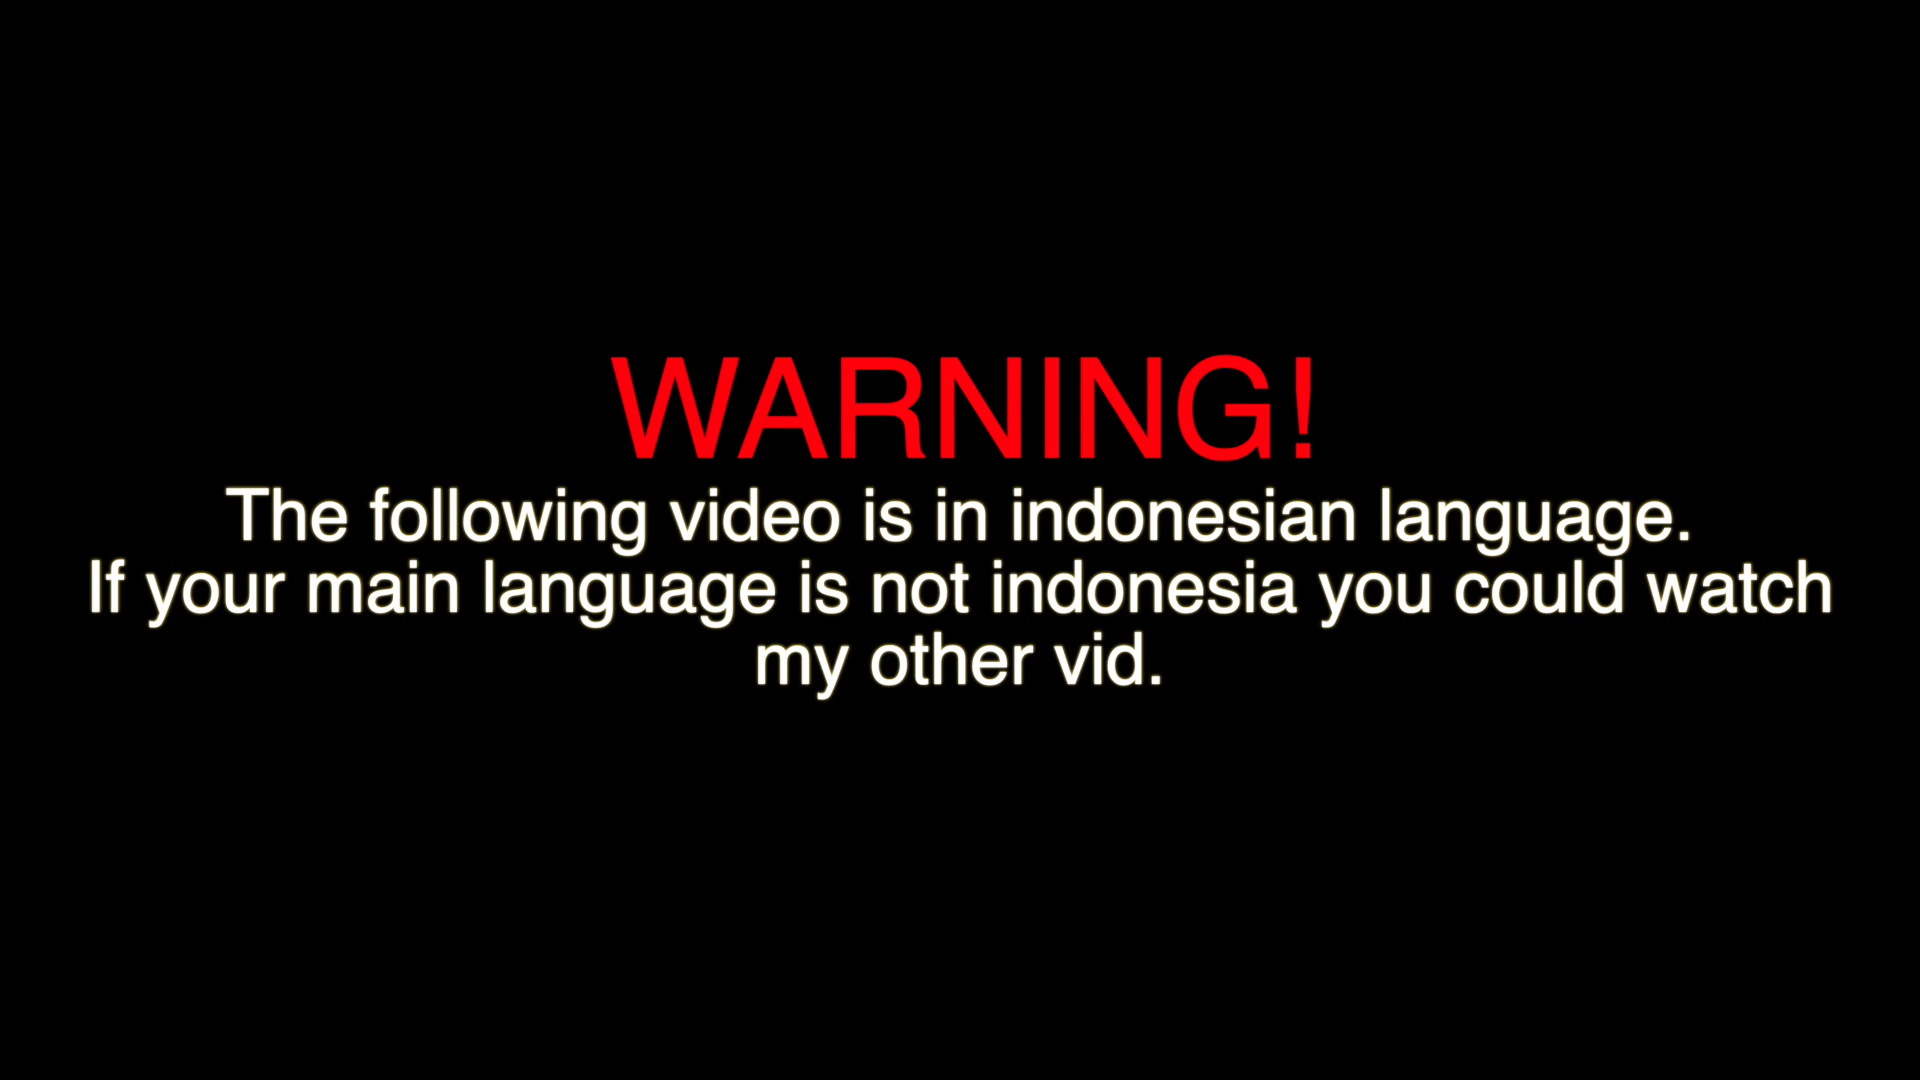 WARNING!
The following video is in indonesian language.
If your main language is not indonesia you could watch
my other vid.